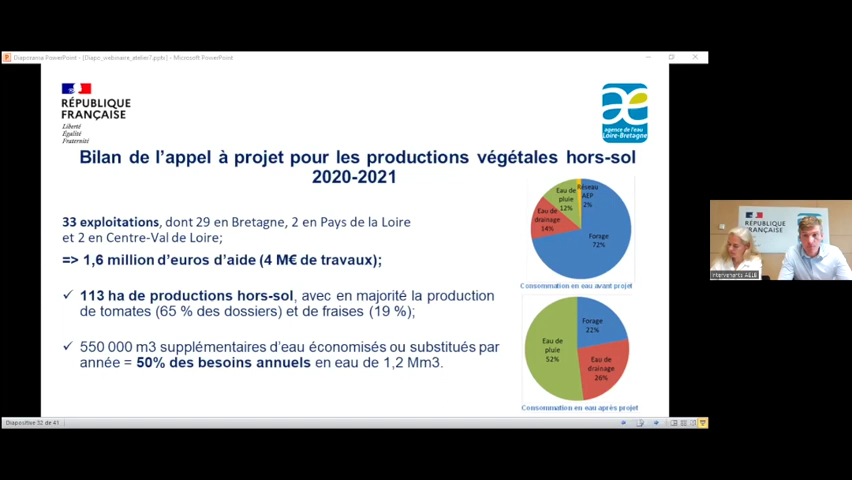 Diaporama PowerPoint - [Diapo_webinaire_atelier7.pptx] - Microsoft PowerPoint
RÉPUBLIQUE
FRANÇAISE
Liberté
Égalité
Fraternité
agence de l'eau
Loire-Bretagne
Bilan de l'appel à projet pour les productions végétales hors-sol
2020-2021
33 exploitations, dont 29 en Bretagne, 2 en Pays de la Loire
et 2 en Centre-Val de Loire;
=> 1,6 million d'euros d'aide (4 M€ de travaux);
✓ 113 ha de productions hors-sol, avec en majorité la production
de tomates (65 % des dossiers) et de fraises (19 %);
✓ 550 000 m3 supplémentaires d'eau économisés ou substitués par
année = 50% des besoins annuels en eau de 1,2 Mm3.
Réseau
AEP
2%
Eau de
pluie
12%
Eau de
drainage
14%
Forage
72%
Consommation en eau avant projet
Forage
22%
Eau de
pluie
52%
Eau de
drainage
26%
Consommation en eau après projet
RÉPUBLIQUE
FRANÇAISE
Diapositive 32 de 41